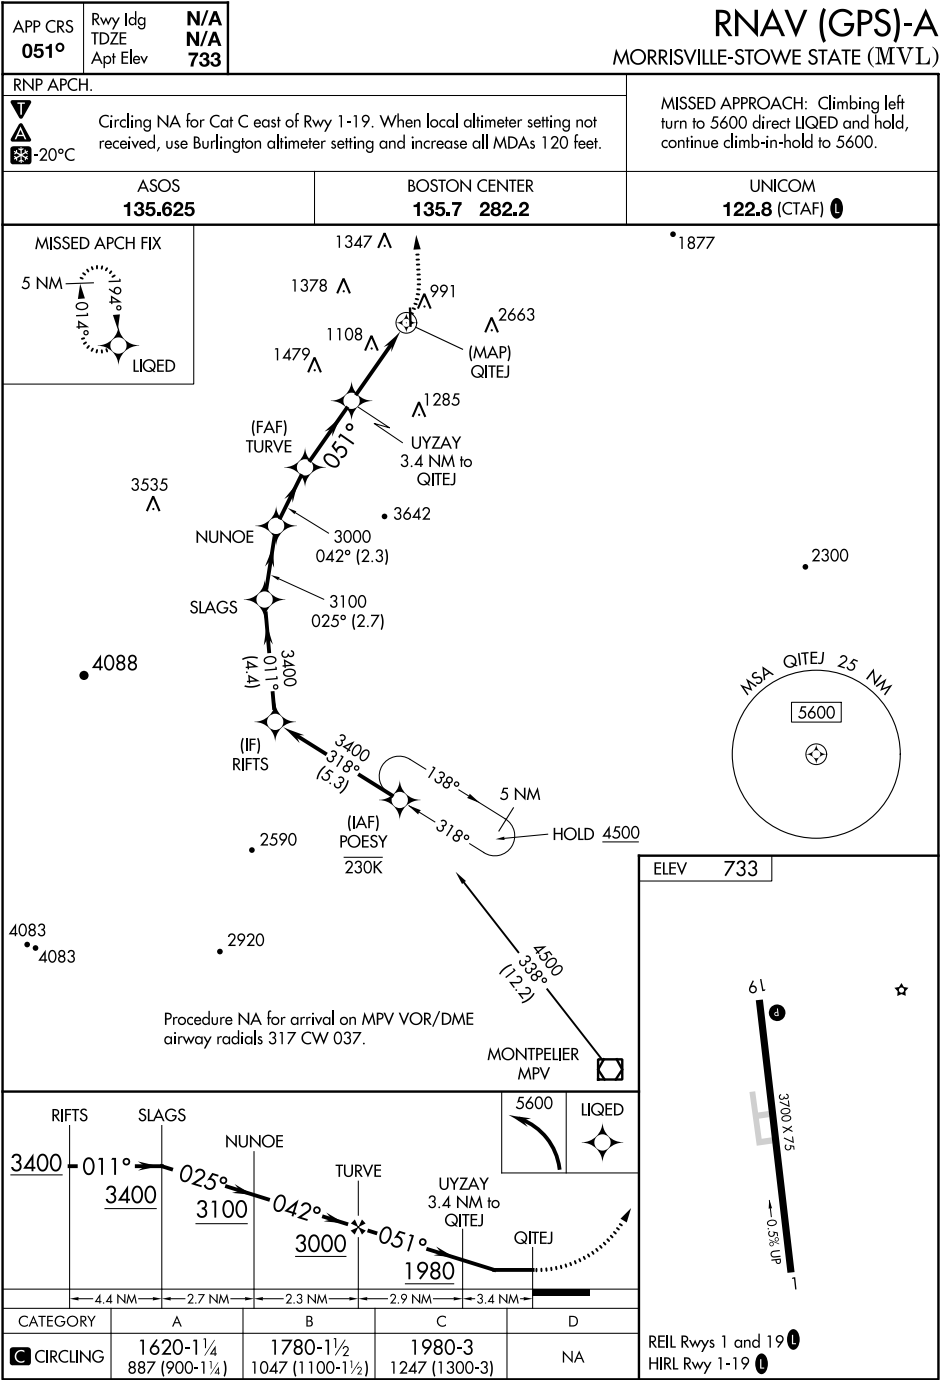 APP CRS
051°
Rwy Idg N/A
TDZE N/A
Apt Elev 733
RNAV (GPS)-A
MORRISVILLE-STOWE STATE (MVL)
RNP APCH.
T
A
-20°C
Circling NA for Cat C east of Rwy 1-19. When local altimeter setting not
received, use Burlington altimeter setting and increase all MDAs 120 feet.
MISSED APPROACH: Climbing left
turn to 5600 direct LIQED and hold,
continue climb-in-hold to 5600.
ASOS
135.625
BOSTON CENTER
135.7 282.2
UNICOM
122.8 (CTAF) L
MISSED APCH FIX
5 NM
194°
014°
LIQED
1347
1877
1378
991
2663
1108
1479
(MAP)
QITEJ
1285
(FAF)
TURVE
051°
UYZAY
3.4 NM to
QITEJ
3535
3642
NUNOE
3000
042° (2.3)
2300
SLAGS
3100
025° (2.7)
4088
3400
011°
(4.4)
MSA QITEJ 25 NM
5600
(IF)
RIFTS
3400
318°
(5.3)
138°
5 NM
318°
HOLD 4500
(IAF)
POESY
230K
2590
4083
4083
2920
4500
338°
(12.2)
Procedure NA for arrival on MPV VOR/DME
airway radials 317 CW 037.
MONTPELIER
MPV
ELEV 733
19
P
3700 X 75
0.5% UP
1
REIL Rwys 1 and 19 L
HIRL Rwy 1-19 L
RIFTS
SLAGS
NUNOE
TURVE
UYZAY
3.4 NM to
QITEJ
QITEJ
5600
LIQED
3400
011°
3400
025°
3100
042°
3000
051°
1980
4.4 NM
2.7 NM
2.3 NM
2.9 NM
3.4 NM
CATEGORY A B C D
C CIRCLING
1620-1¼
887 (900-1¼)
1780-1½
1047 (1100-1½)
1980-3
1247 (1300-3)
NA